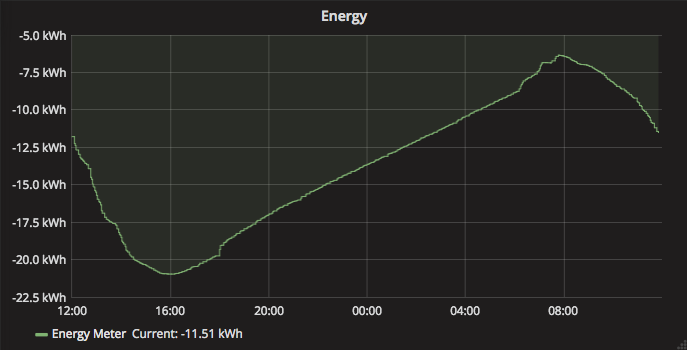 Energy
-5.0 kWh
-7.5 kWh
-10.0 kWh
-12.5 kWh
-15.0 kWh
-17.5 kWh
-20.0 kWh
-22.5 kWh
12:00 16:00 20:00 00:00 04:00 08:00
Energy Meter Current: -11.51 kWh